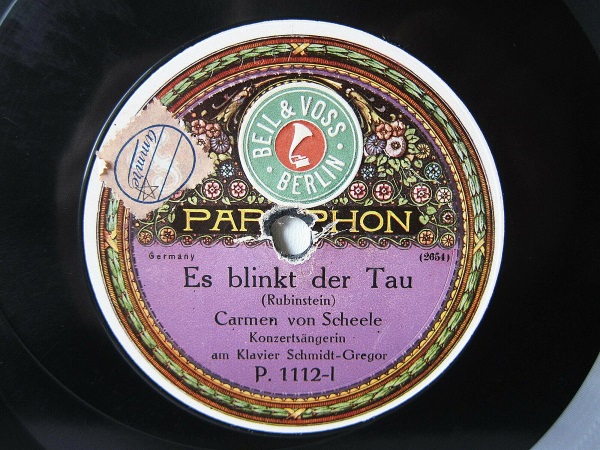 BEIL & VOSS
BERLIN
PAR PHON
Germany
(2654)
Es blinkt der Tau
(Rubinstein)
Carmen von Scheele
Konzertsängerin
am Klavier Schmidt-Gregor
P. 1112-I